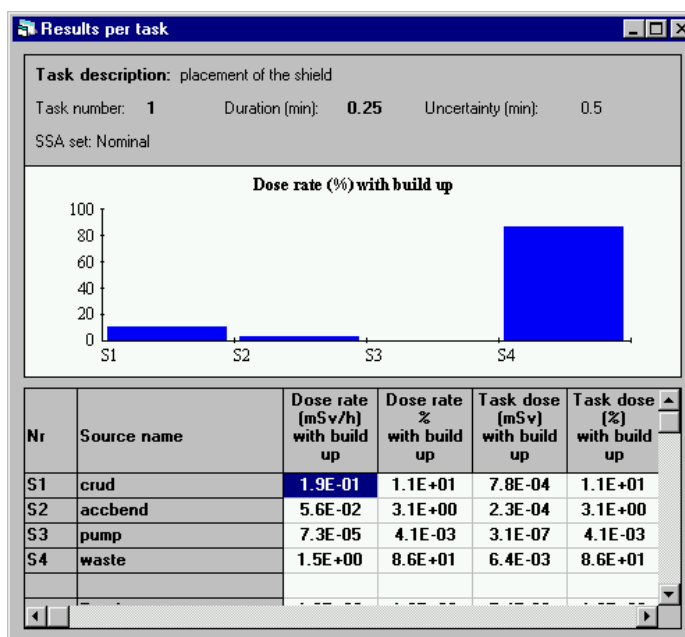 Results per task
Task description: placement of the shield
Task number: 1 Duration (min): 0.25 Uncertainty (min): 0.5
SSA set: Nominal
Dose rate (%) with build up
100
80
60
40
20
0
S1 S2 S3 S4
Nr Source name Dose rate (mSv/h) with build up Dose rate % with build up Task dose (mSv) with build up Task dose (%) with build up
S1 crud 1.9E-01 1.1E+01 7.8E-04 1.1E+01
S2 accbend 5.6E-02 3.1E+00 2.3E-04 3.1E+00
S3 pump 7.3E-05 4.1E-03 3.1E-07 4.1E-03
S4 waste 1.5E+00 8.6E+01 6.4E-03 8.6E+01